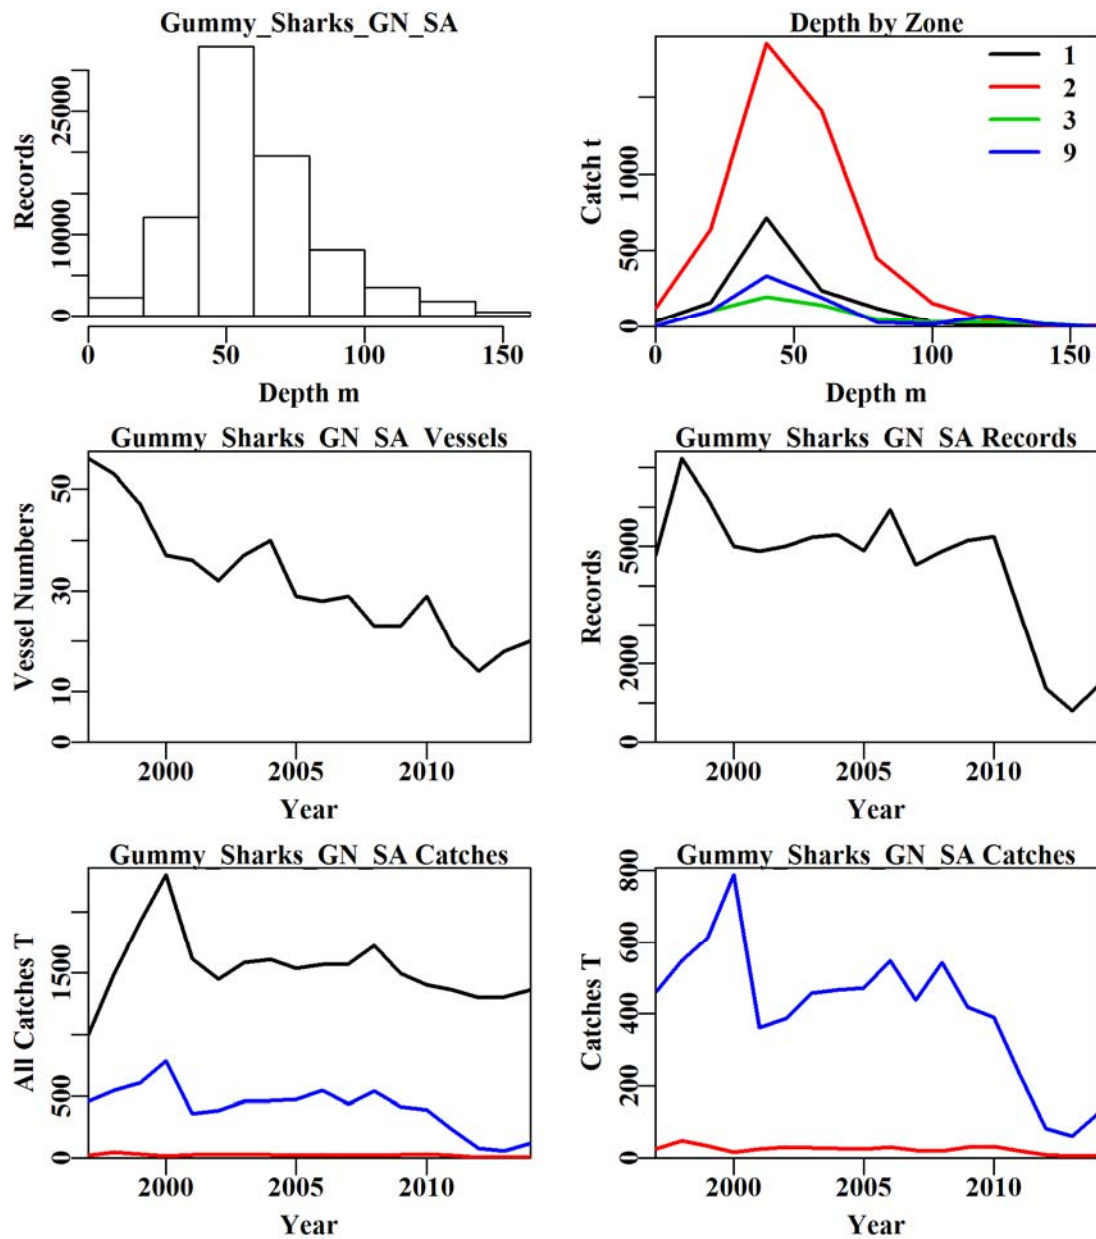 Gummy_Sharks_GN_SA
Records
25000
10000
0
0 50 100 150
Depth m
Depth by Zone
Catch t
1000
500
0
1
2
3
9
0 50 100 150
Depth m
Gummy_Sharks_GN_SA_Vessels
Vessel Numbers
50
30
10
0
2000 2005 2010
Year
Gummy_Sharks_GN_SA Records
Records
5000
2000
0
2000 2005 2010
Year
Gummy_Sharks_GN_SA Catches
All Catches T
1500
500
0
2000 2005 2010
Year
Gummy_Sharks_GN_SA Catches
Catches T
800
600
400
200
0
2000 2005 2010
Year